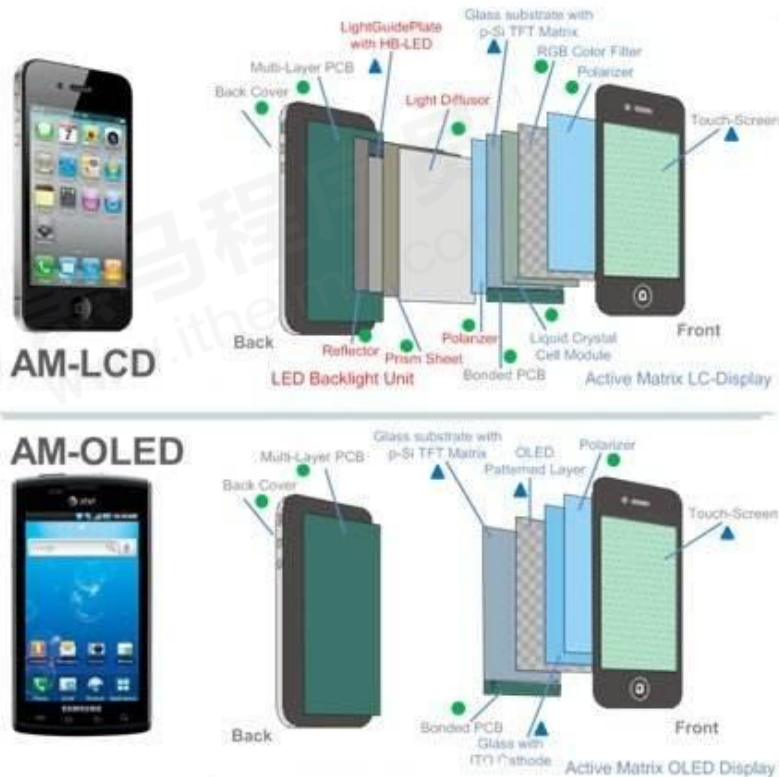 LightGuidePlate
with HB-LED
Glass substrate with
p-Si TFT Matrix
RGB Color Filter
Multi-Layer PCB
Polarizer
Back Cover
Light Diffusor
Touch-Screen
Back
Reflector
Prism Sheet
Polarizer
Liquid Crystal
Cell Module
Front
AM-LCD
LED Backlight Unit
Bonded PCB
Active Matrix LC-Display
AM-OLED
Glass substrate with
p-Si TFT Matrix
OLED
Patterned Layer
Polarizer
Multi-Layer PCB
Back Cover
at&t
Google
Touch-Screen
SAMSUNG
Back
Bonded PCB
Front
Glass with
ITO Cathode
Active Matrix OLED Display